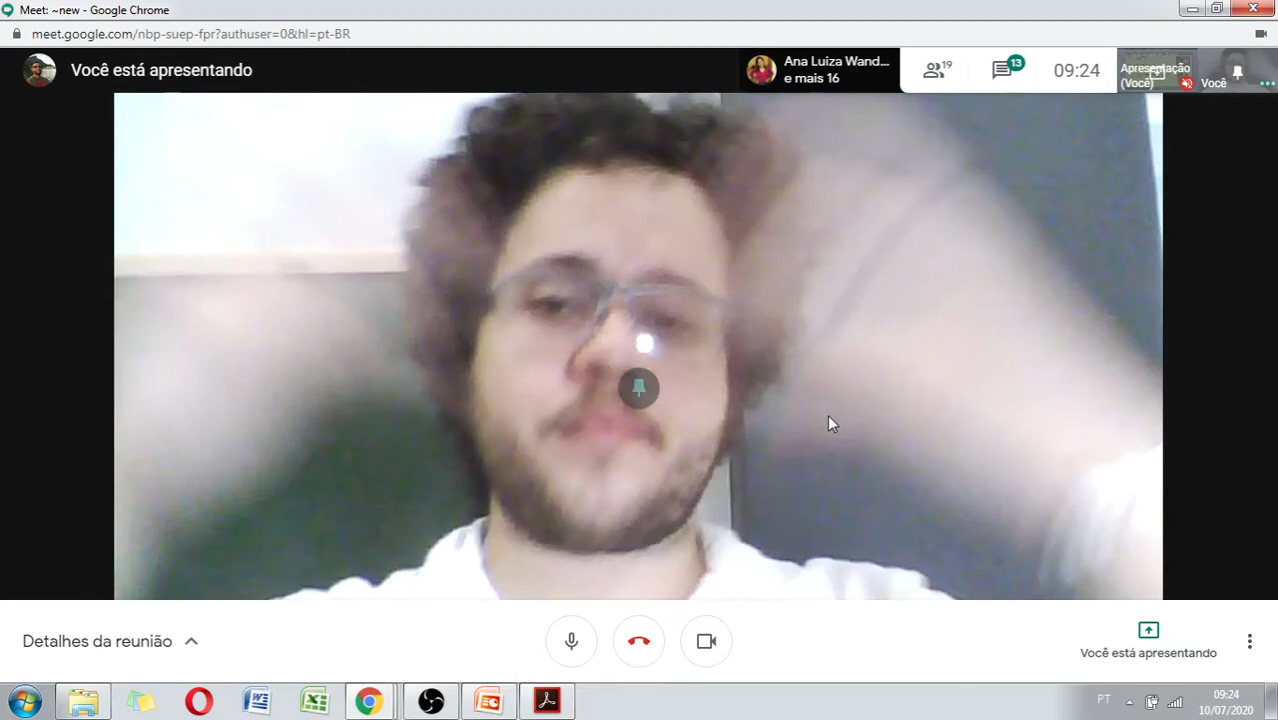 Meet: ~new - Google Chrome
meet.google.com/nbp-suep-fpr?authuser=0&hl=pt-BR
Você está apresentando
Ana Luiza Wand...
e mais 16
19
13
09:24
Apresentação
(Você)
Você
Detalhes da reunião
Você está apresentando
PT
09:24
10/07/2020